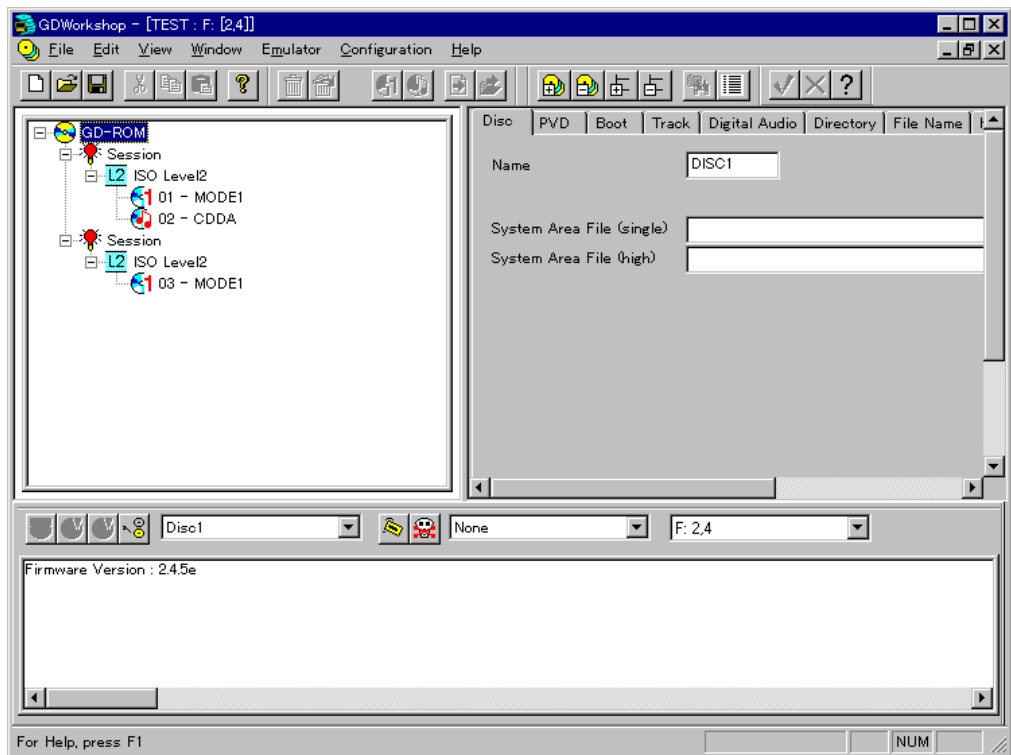 GDWorkshop - [TEST : F: [2,4]]
File Edit View Window Emulator Configuration Help
GD-ROM
Session
L2 ISO Level2
01 - MODE1
02 - CDDA
Session
L2 ISO Level2
03 - MODE1
Disc PVD Boot Track Digital Audio Directory File Name
Name DISC1
System Area File (single)
System Area File (high)
Disc1 None F: 2,4
Firmware Version : 2.4.5e
For Help, press F1 NUM